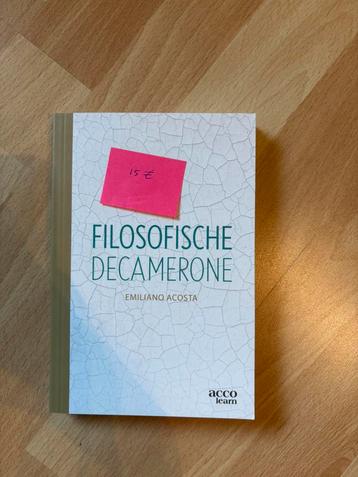 15 €
FILOSOFISCHE
DECAMERONE
EMILIANO ACOSTA
acco
learn